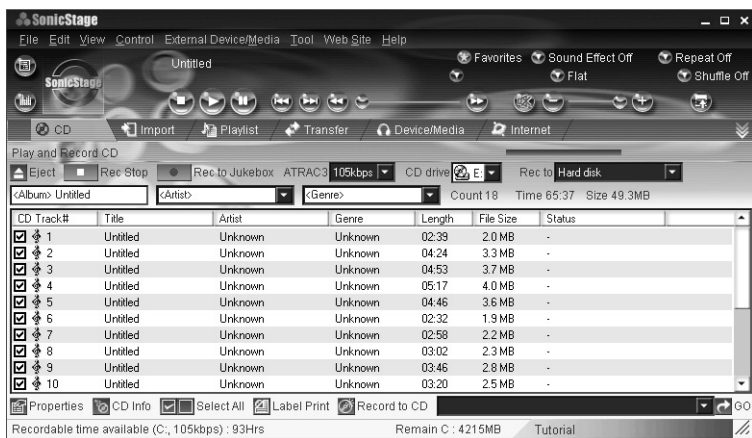 SonicStage
File Edit View Control External Device/Media Tool Web Site Help
Untitled
Favorites Sound Effect Off Repeat Off
SonicStage
Flat Shuffle Off
CD Import Playlist Transfer Device/Media Internet
Play and Record CD
Eject Rec Stop Rec to Jukebox ATRAC3 105kbps CD drive E: Rec to Hard disk
<Album> Untitled <Artist> <Genre> Count 18 Time 65:37 Size 49.3MB
CD Track# Title Artist Genre Length File Size Status
1 Untitled Unknown Unknown 02:39 2.0 MB -
2 Untitled Unknown Unknown 04:24 3.3 MB -
3 Untitled Unknown Unknown 04:53 3.7 MB -
4 Untitled Unknown Unknown 05:17 4.0 MB -
5 Untitled Unknown Unknown 04:46 3.6 MB -
6 Untitled Unknown Unknown 02:32 1.9 MB -
7 Untitled Unknown Unknown 02:58 2.2 MB -
8 Untitled Unknown Unknown 03:02 2.3 MB -
9 Untitled Unknown Unknown 03:46 2.8 MB -
10 Untitled Unknown Unknown 03:20 2.5 MB -
Properties CD Info Select All Label Print Record to CD GO
Recordable time available (C:, 105kbps) : 93Hrs Remain C : 4215MB Tutorial